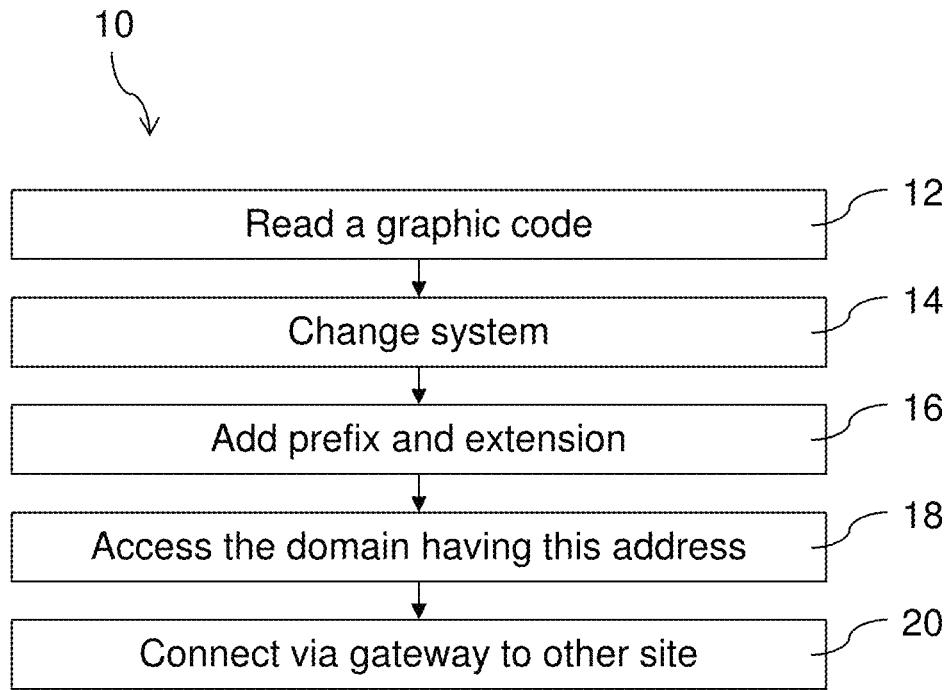 10
Read a graphic code 12
Change system 14
Add prefix and extension 16
Access the domain having this address 18
Connect via gateway to other site 20